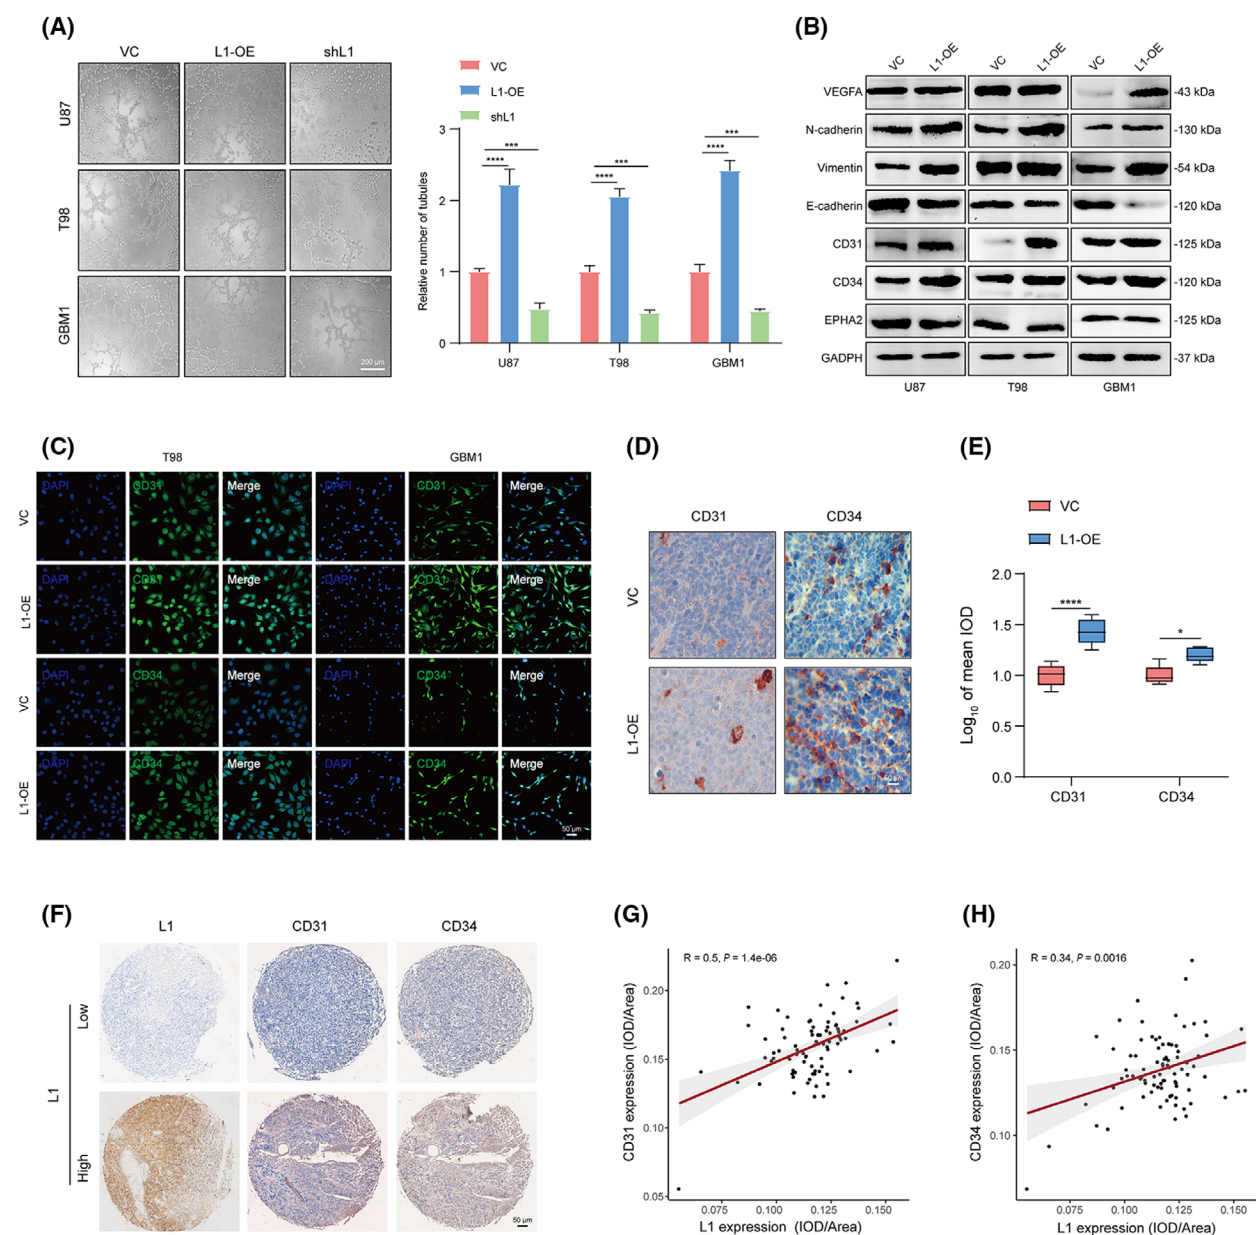 (A)
VC
L1-OE
shL1
U87
T98
GBM1
200 μm
VC
L1-OE
shL1
Relative number of tubules
3
2
1
0
****
***
****
***
****
***
U87
T98
GBM1
(B)
VC
L1-OE
VC
L1-OE
VC
L1-OE
VEGFA
-43 kDa
N-cadherin
-130 kDa
Vimentin
-54 kDa
E-cadherin
-120 kDa
CD31
-125 kDa
CD34
-120 kDa
EPHA2
-125 kDa
GADPH
-37 kDa
U87
T98
GBM1
(C)
T98
GBM1
VC
DAPI
CD31
Merge
DAPI
CD31
Merge
L1-OE
DAPI
CD31
Merge
DAPI
CD31
Merge
VC
DAPI
CD34
Merge
DAPI
CD34
Merge
L1-OE
DAPI
CD34
Merge
DAPI
CD34
Merge
50 μm
(D)
CD31
CD34
VC
L1-OE
50 μm
(E)
VC
L1-OE
Log10 of mean IOD
2.0
1.5
1.0
0.5
0.0
****
*
CD31
CD34
(F)
L1
CD31
CD34
L1
Low
High
50 μm
(G)
R = 0.5, P = 1.4e-06
CD31 expression (IOD/Area)
0.20
0.15
0.10
0.05
0.075
0.100
0.125
0.150
L1 expression (IOD/Area)
(H)
R = 0.34, P = 0.0016
CD34 expression (IOD/Area)
0.20
0.15
0.10
0.075
0.100
0.125
0.150
L1 expression (IOD/Area)